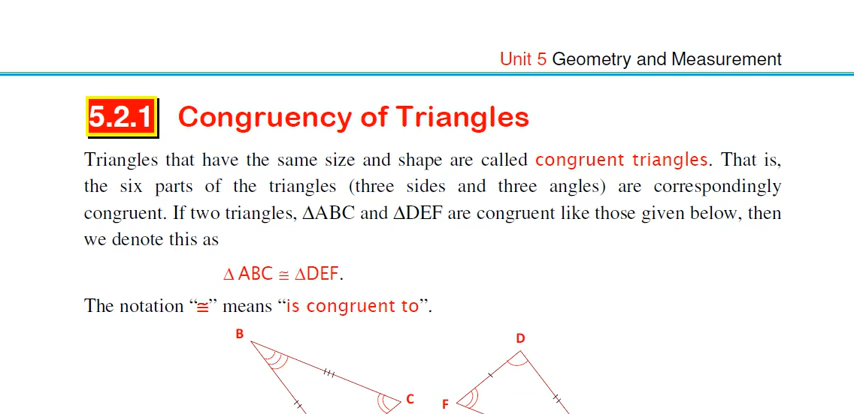 Unit 5 Geometry and Measurement
5.2.1 Congruency of Triangles
Triangles that have the same size and shape are called congruent triangles. That is,
the six parts of the triangles (three sides and three angles) are correspondingly
congruent. If two triangles, ΔABC and ΔDEF are congruent like those given below, then
we denote this as
Δ ABC ≅ ΔDEF.
The notation “≅” means “is congruent to”.
B
D
C
F